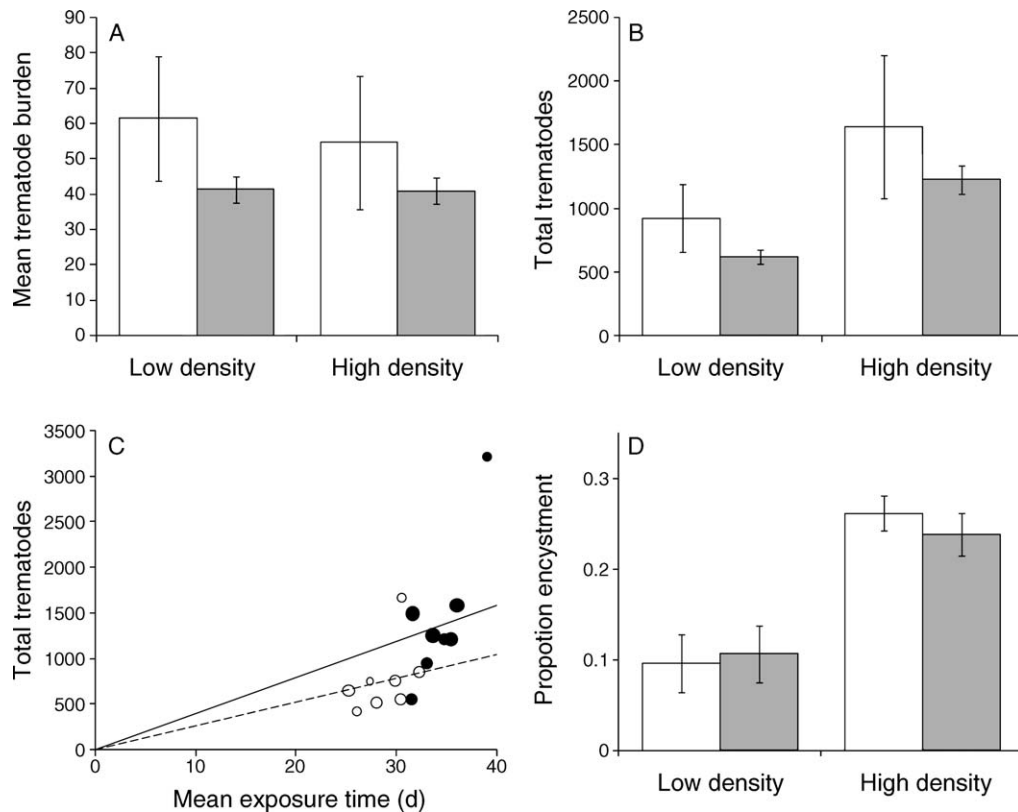 A
Mean trematode burden
90
80
70
60
50
40
30
20
10
0
Low density High density
B
Total trematodes
2500
2000
1500
1000
500
0
Low density High density
C
Total trematodes
3500
3000
2500
2000
1500
1000
500
0
0 10 20 30 40
Mean exposure time (d)
D
Propotion encystment
0.3
0.2
0.1
0
Low density High density